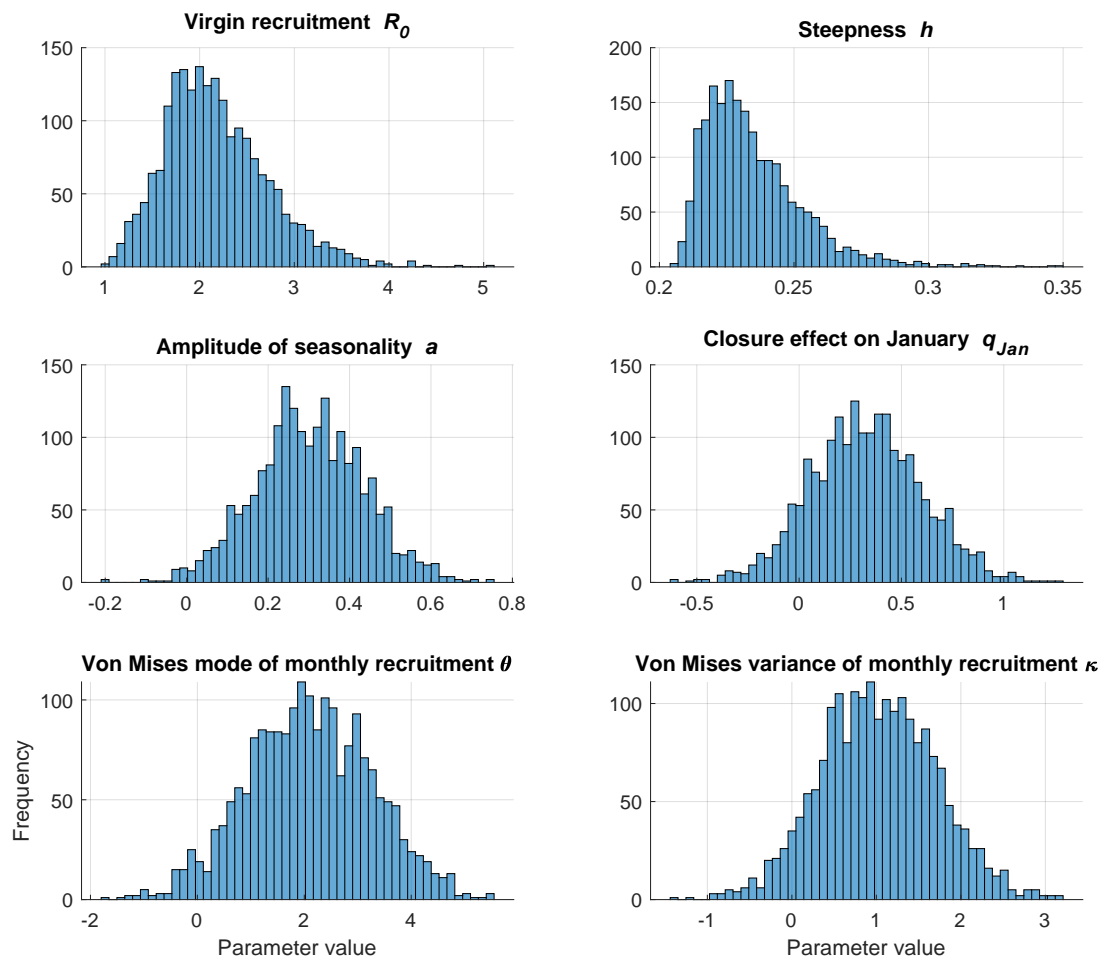 Virgin recruitment R0
150
100
50
0
1 2 3 4 5
Steepness h
200
150
100
50
0
0.2 0.25 0.3 0.35
Amplitude of seasonality a
150
100
50
0
-0.2 0 0.2 0.4 0.6 0.8
Closure effect on January qJan
150
100
50
0
-0.5 0 0.5 1
Von Mises mode of monthly recruitment θ
100
50
0
-2 0 2 4
Frequency
Parameter value
Von Mises variance of monthly recruitment κ
100
50
0
-1 0 1 2 3
Parameter value